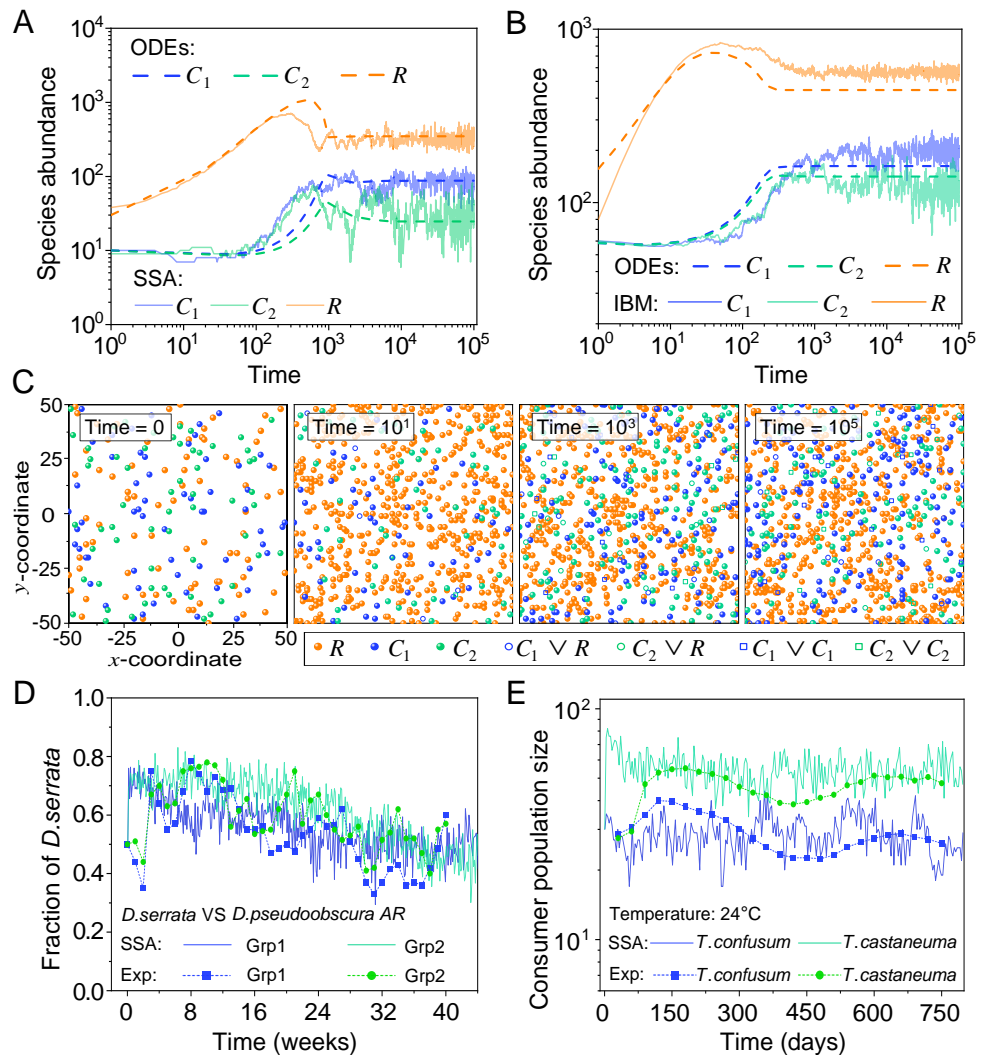 A
10⁴
10³
10²
10¹
10⁰
Species abundance
ODEs:
C₁ C₂ R
SSA:
C₁ C₂ R
10⁰ 10¹ 10² 10³ 10⁴ 10⁵
Time
B
10³
10²
Species abundance
ODEs: C₁ C₂ R
IBM: C₁ C₂ R
10⁰ 10¹ 10² 10³ 10⁴ 10⁵
Time
C
50
25
0
-25
-50
y-coordinate
-50 -25 0 25 50
x-coordinate
Time = 0
Time = 10¹
Time = 10³
Time = 10⁵
R C₁ C₂ C₁ ∨ R C₂ ∨ R C₁ ∨ C₁ C₂ ∨ C₂
D
1.0
0.8
0.6
0.4
0.2
0.0
Fraction of D.serrata
D.serrata VS D.pseudoobscura AR
SSA: Grp1 Grp2
Exp: Grp1 Grp2
0 8 16 24 32 40
Time (weeks)
E
10²
10¹
Consumer population size
Temperature: 24°C
SSA: T.confusum T.castaneuma
Exp: T.confusum T.castaneuma
0 150 300 450 600 750
Time (days)